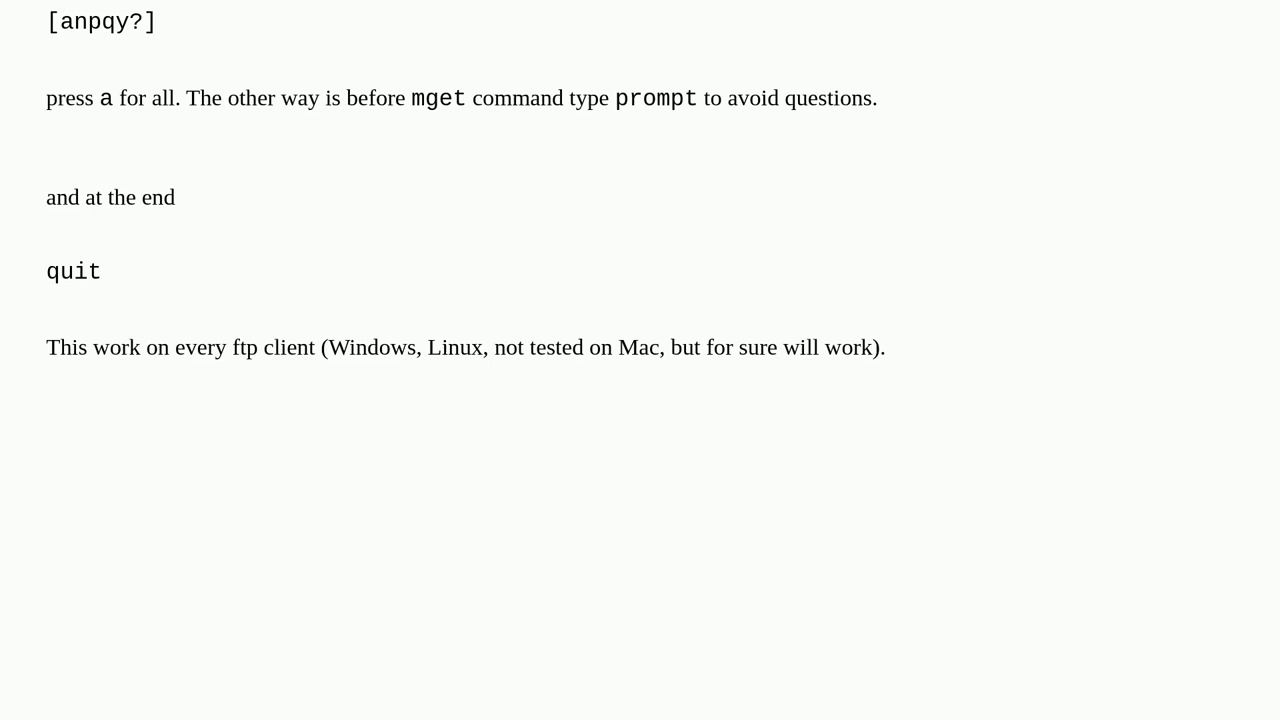 [anpqy?]
press a for all. The other way is before mget command type prompt to avoid questions.
and at the end
quit
This work on every ftp client (Windows, Linux, not tested on Mac, but for sure will work).